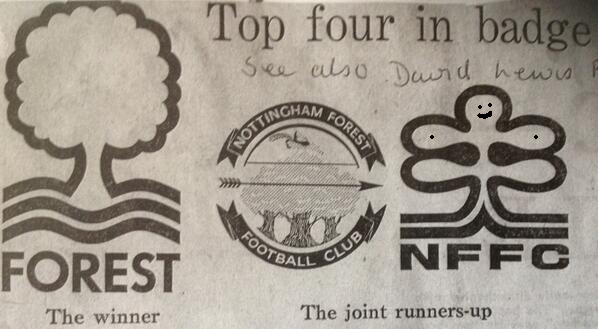 Top four in badge
See also David Lewis
NOTTINGHAM FOREST
FOOTBALL CLUB
FOREST
NFFC
The winner
The joint runners-up